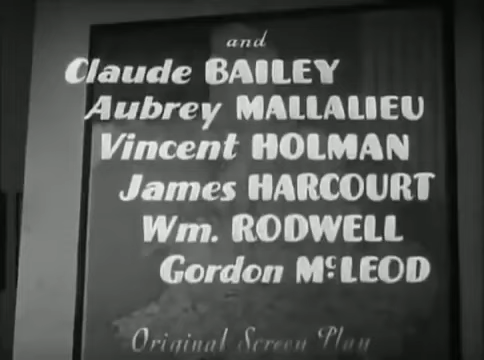 and
Claude BAILEY
Aubrey MALLALIEU
Vincent HOLMAN
James HARCOURT
Wm. RODWELL
Gordon McLEOD
Original Screen Play